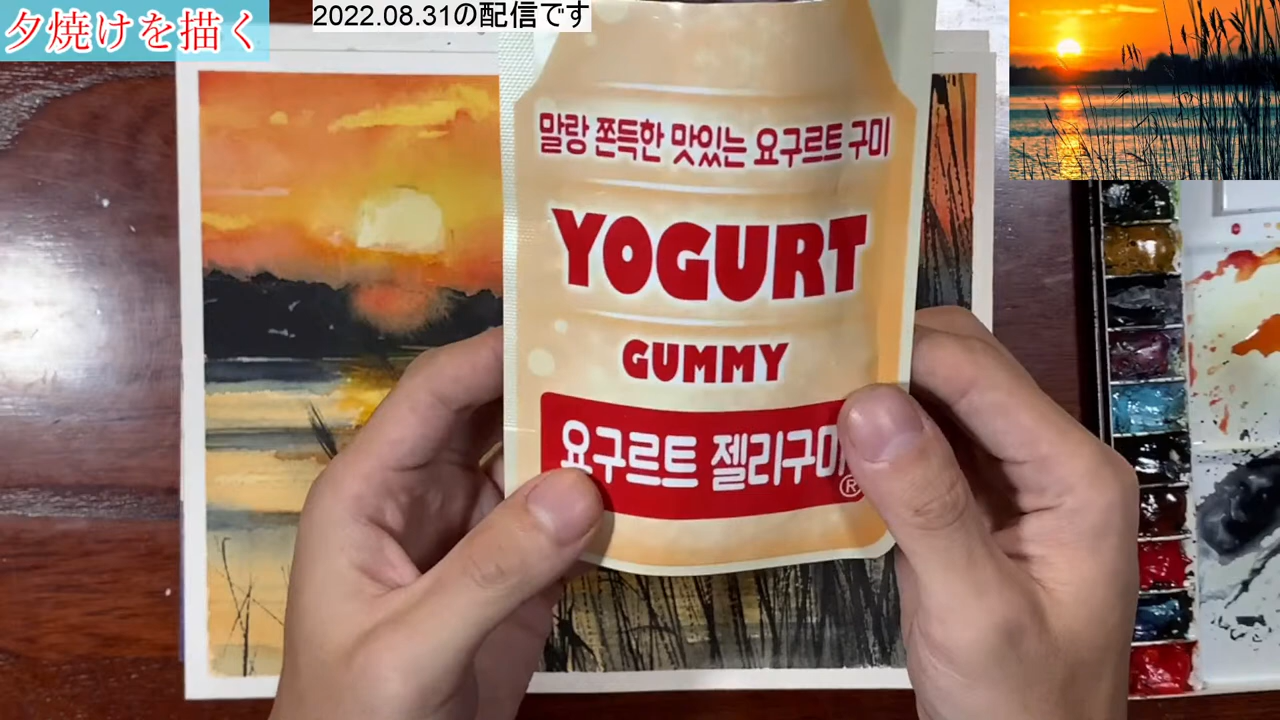 夕焼けを描く
2022.08.31の配信です
말랑 쫀득한 맛있는 요구르트 구미
YOGURT
GUMMY
요구르트 젤리구미
®